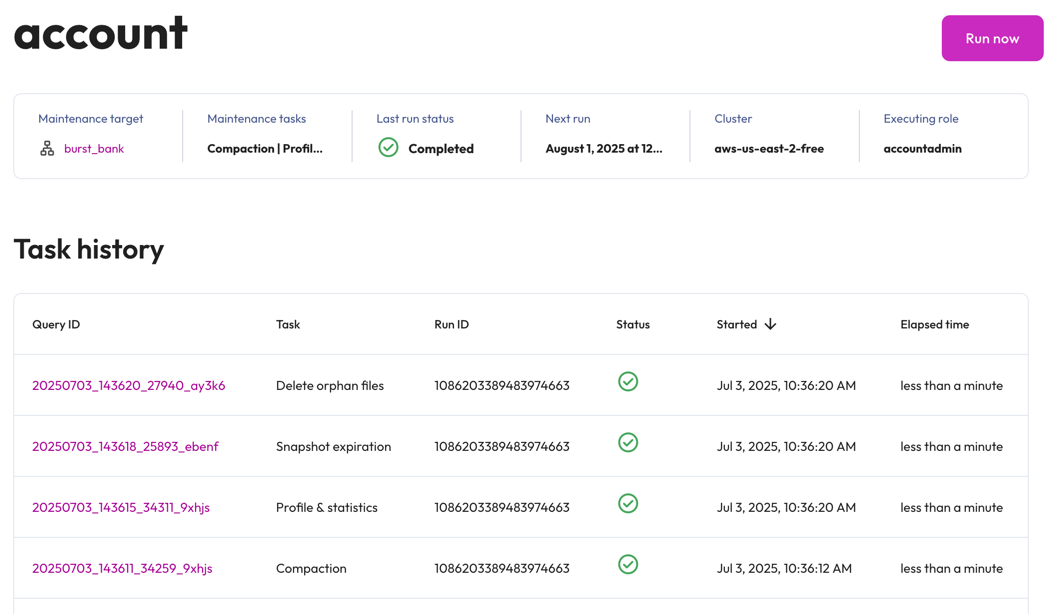 account
Run now
Maintenance target
burst_bank
Maintenance tasks
Compaction | Profil...
Last run status
Completed
Next run
August 1, 2025 at 12...
Cluster
aws-us-east-2-free
Executing role
accountadmin
Task history
Query ID Task Run ID Status Started Elapsed time
20250703_143620_27940_ay3k6 Delete orphan files 1086203389483974663 Jul 3, 2025, 10:36:20 AM less than a minute
20250703_143618_25893_ebenf Snapshot expiration 1086203389483974663 Jul 3, 2025, 10:36:20 AM less than a minute
20250703_143615_34311_9xhjs Profile & statistics 1086203389483974663 Jul 3, 2025, 10:36:20 AM less than a minute
20250703_143611_34259_9xhjs Compaction 1086203389483974663 Jul 3, 2025, 10:36:12 AM less than a minute